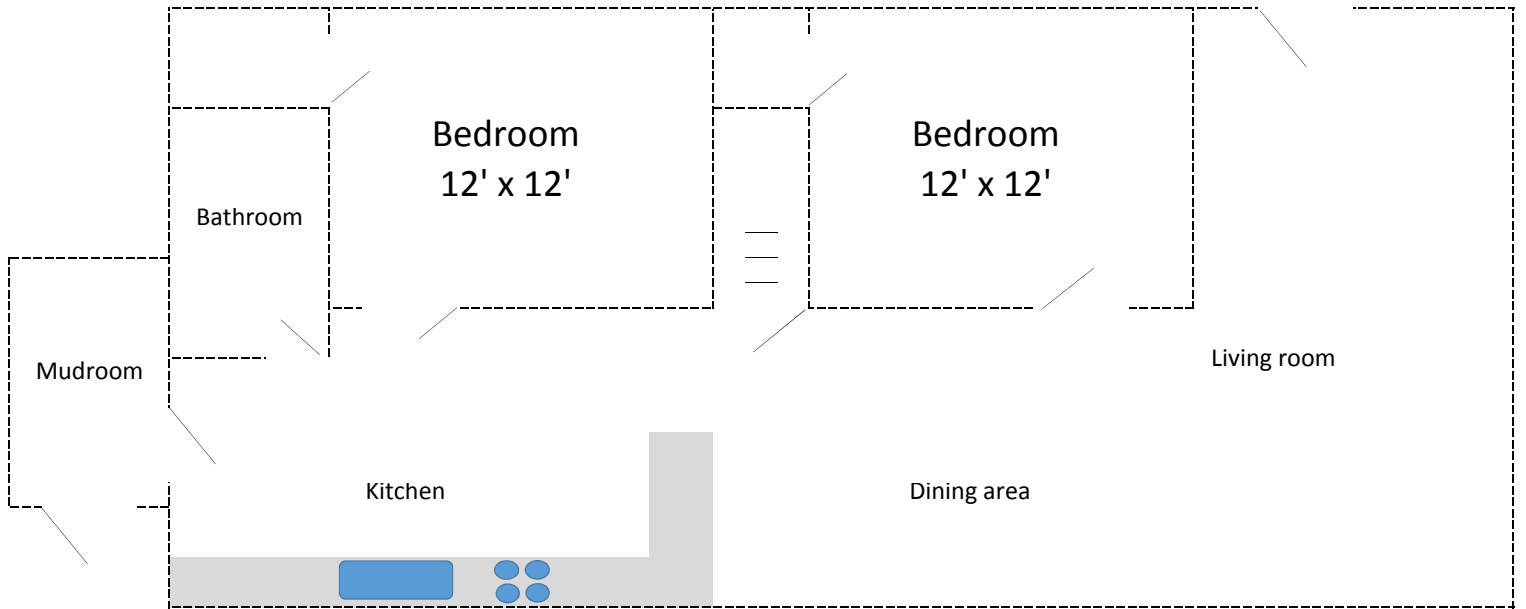 Bedroom
12' x 12'
Bedroom
12' x 12'
Bathroom
Mudroom
Living room
Kitchen
Dining area